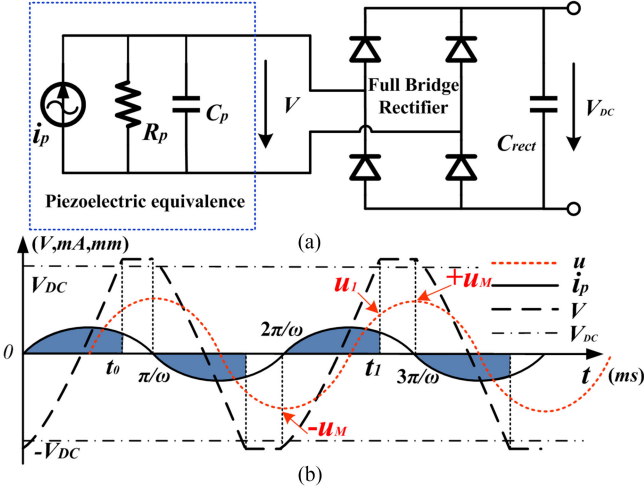 i_p
R_p
C_p
V
Piezoelectric equivalence
Full Bridge
Rectifier
C_rect
V_DC
(a)
(V,mA,mm)
V_DC
0
-V_DC
t_0
π/ω
2π/ω
u_1
t_1
+u_M
3π/ω
-u_M
t (ms)
u
i_p
V
V_DC
(b)